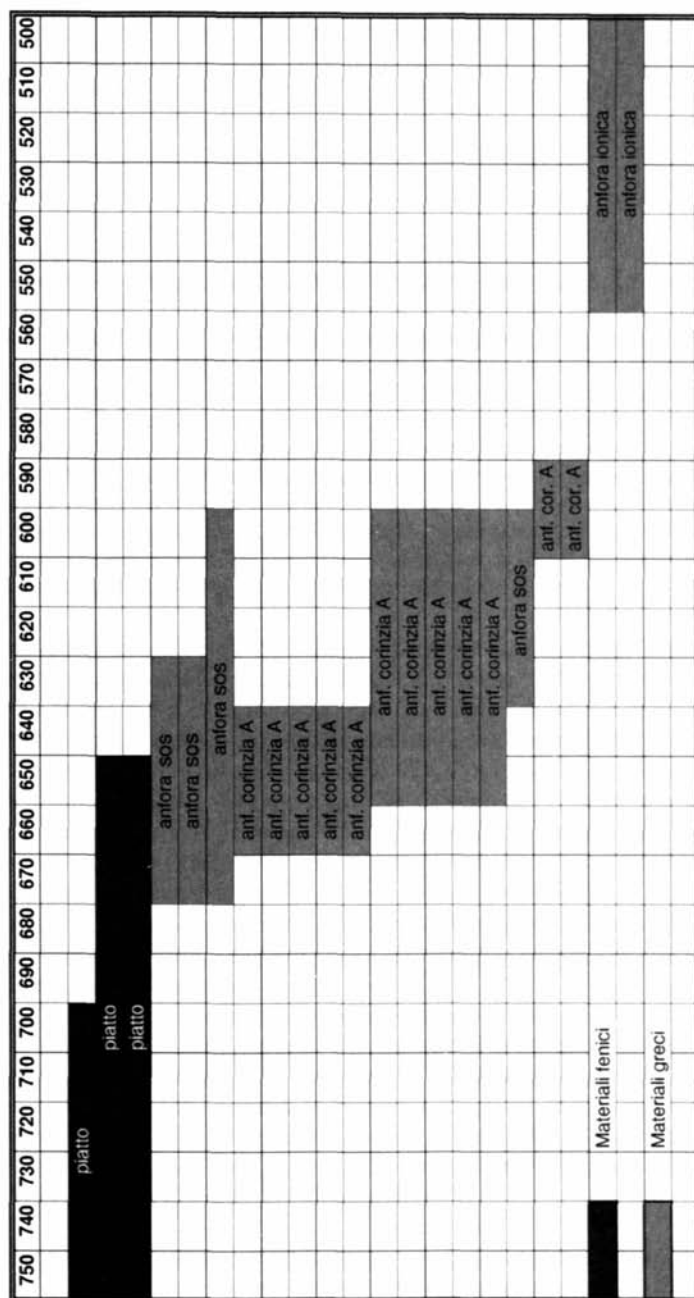 750 740 730 720 710 700 690 680 670 660 650 640 630 620 610 600 590 580 570 560 550 540 530 520 510 500
piatto
piatto
piatto
anfora sos
anfora sos
anfora sos
anf. corinzia A
anf. corinzia A
anf. corinzia A
anf. corinzia A
anf. corinzia A
anf. corinzia A
anf. corinzia A
anf. corinzia A
anf. corinzia A
anf. corinzia A
anfora sos
anf. cor. A
anf. cor. A
Materiali fenici
anfora ionica
anfora ionica
Materiali greci